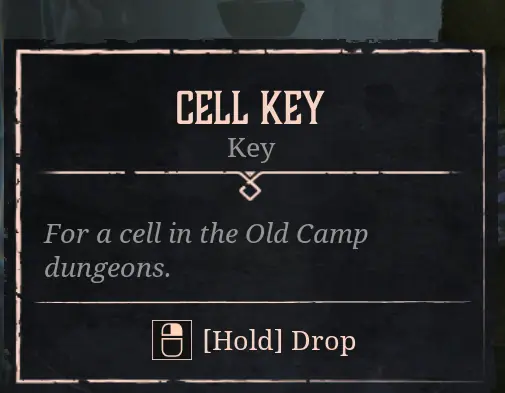 CELL KEY
Key
For a cell in the Old Camp
dungeons.
[Hold] Drop